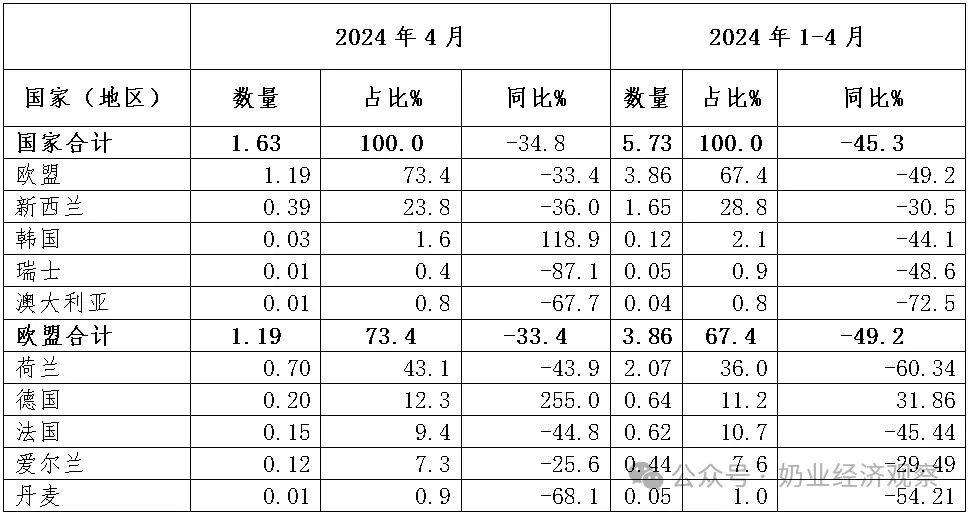 2024 年 4 月 2024 年 1-4 月
国家（地区） 数量 占比% 同比% 数量 占比% 同比%
国家合计 1.63 100.0 -34.8 5.73 100.0 -45.3
欧盟 1.19 73.4 -33.4 3.86 67.4 -49.2
新西兰 0.39 23.8 -36.0 1.65 28.8 -30.5
韩国 0.03 1.6 118.9 0.12 2.1 -44.1
瑞士 0.01 0.4 -87.1 0.05 0.9 -48.6
澳大利亚 0.01 0.8 -67.7 0.04 0.8 -72.5
欧盟合计 1.19 73.4 -33.4 3.86 67.4 -49.2
荷兰 0.70 43.1 -43.9 2.07 36.0 -60.34
德国 0.20 12.3 255.0 0.64 11.2 31.86
法国 0.15 9.4 -44.8 0.62 10.7 -45.44
爱尔兰 0.12 7.3 -25.6 0.44 7.6 -29.49
公众号·奶业经济观察
丹麦 0.01 0.9 -68.1 0.05 1.0 -54.21